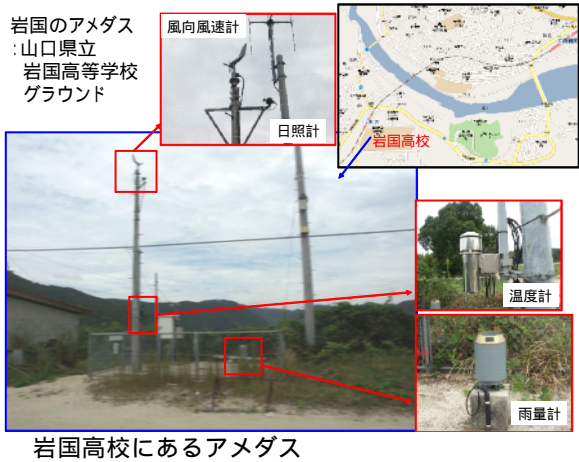 岩国のアメダス
:山口県立
岩国高等学校
グラウンド
風向風速計
日照計
岩国高校
温度計
雨量計
岩国高校にあるアメダス